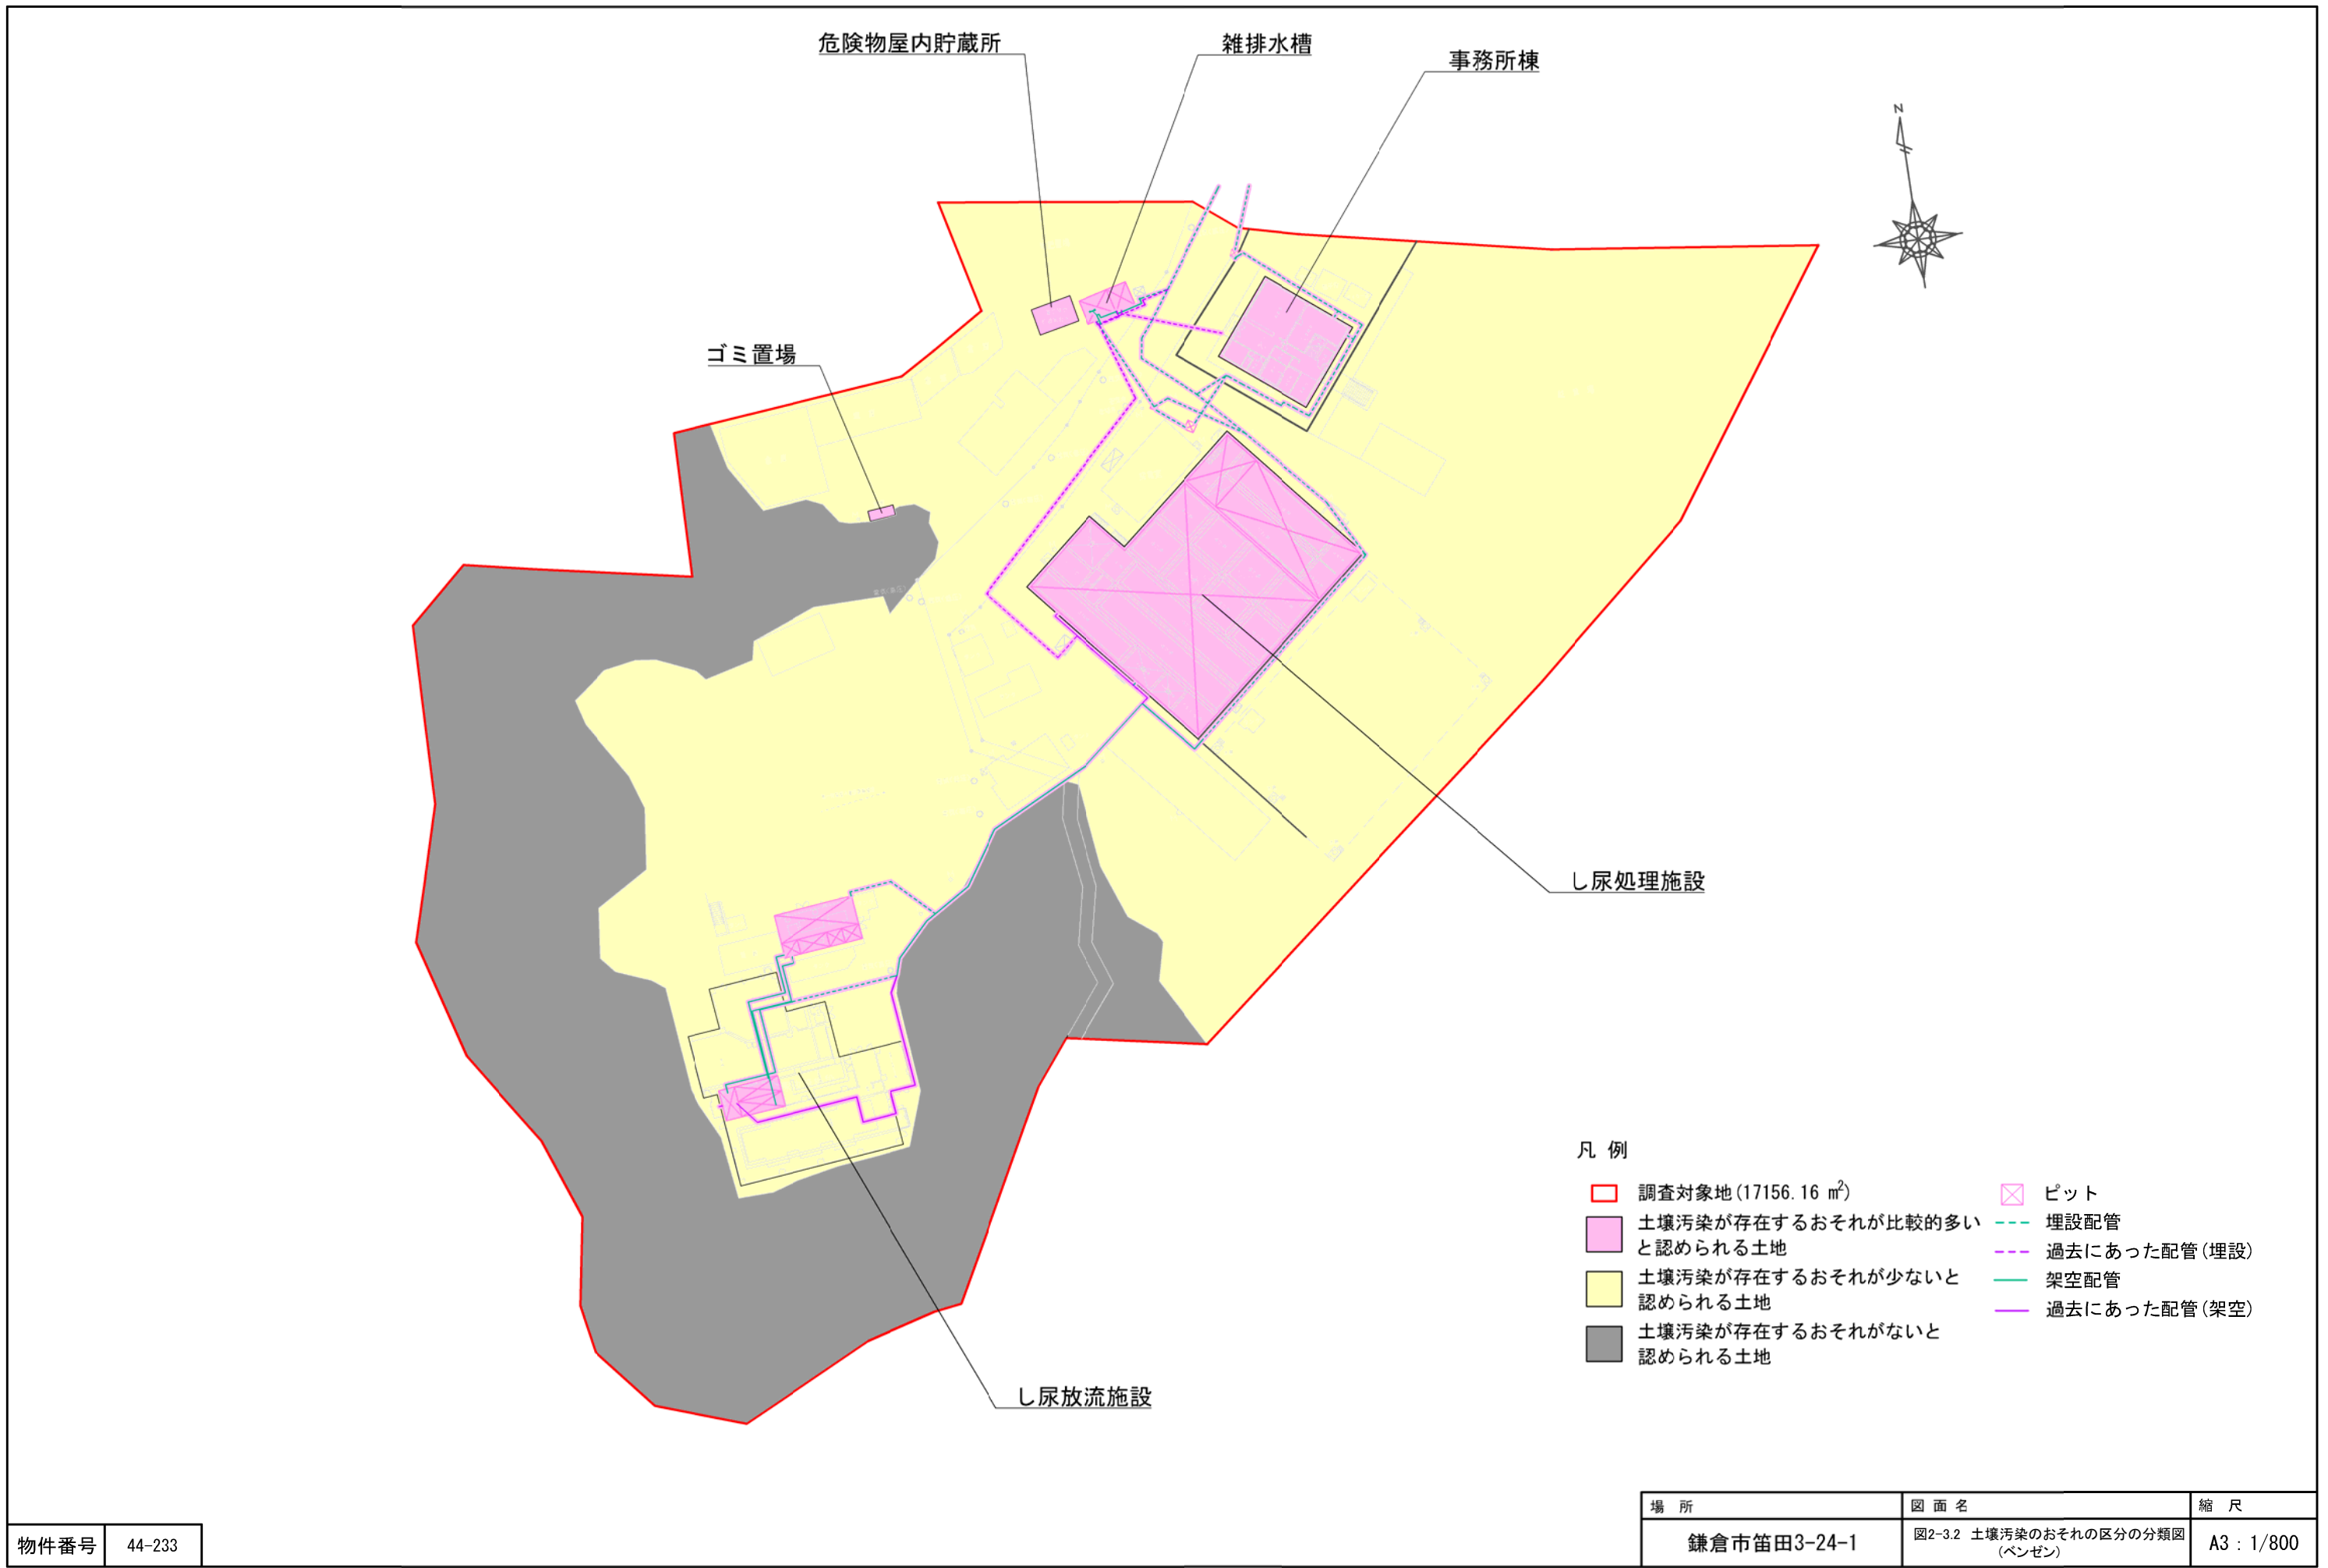 危険物屋内貯蔵所
雑排水槽
事務所棟
N
ゴミ置場
し尿処理施設
し尿放流施設
凡 例
調査対象地(17156.16 ㎡)
土壌汚染が存在するおそれが比較的多い
と認められる土地
土壌汚染が存在するおそれが少ないと
認められる土地
土壌汚染が存在するおそれがないと
認められる土地
ピット
埋設配管
過去にあった配管(埋設)
架空配管
過去にあった配管(架空)
物件番号 44-233
場 所 図 面 名 縮 尺
鎌倉市笛田3-24-1
図2-3.2 土壌汚染のおそれの区分の分類図
(ベンゼン)
A3 : 1/800